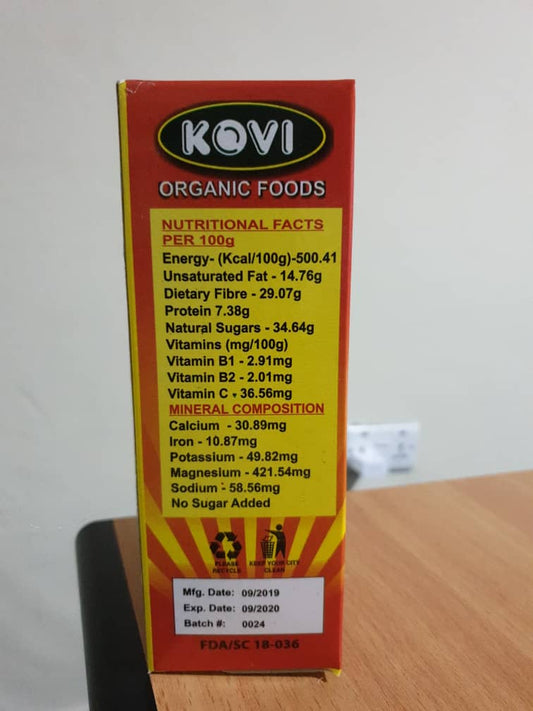 KOVI
ORGANIC FOODS
NUTRITIONAL FACTS
PER 100g
Energy- (Kcal/100g)-500.41
Unsaturated Fat - 14.76g
Dietary Fibre - 29.07g
Protein 7.38g
Natural Sugars - 34.64g
Vitamins (mg/100g)
Vitamin B1 - 2.91mg
Vitamin B2 - 2.01mg
Vitamin C - 36.56mg
MINERAL COMPOSITION
Calcium - 30.89mg
Iron - 10.87mg
Potassium - 49.82mg
Magnesium - 421.54mg
Sodium - 58.56mg
No Sugar Added
PLEASE RECYCLE
KEEP YOUR CITY CLEAN
Mfg. Date: 09/2019
Exp. Date: 09/2020
Batch #: 0024
FDA/SC 18-036